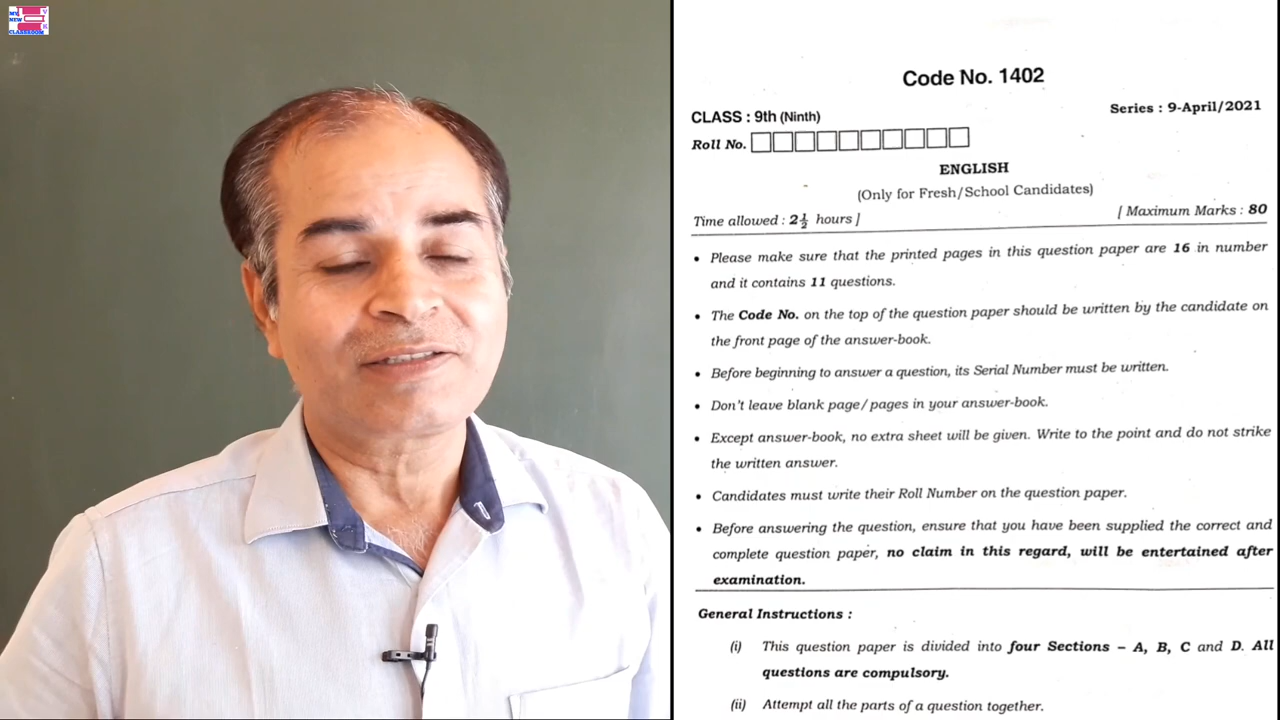 MY
NEW
V
K
CLASSROOM
Code No. 1402
CLASS : 9th (Ninth)
Series : 9-April/2021
Roll No.
ENGLISH
(Only for Fresh/School Candidates)
Time allowed : 2½ hours ]
[ Maximum Marks : 80
• Please make sure that the printed pages in this question paper are 16 in number
and it contains 11 questions.
• The Code No. on the top of the question paper should be written by the candidate on
the front page of the answer-book.
• Before beginning to answer a question, its Serial Number must be written.
• Don't leave blank page/pages in your answer-book.
• Except answer-book, no extra sheet will be given. Write to the point and do not strike
the written answer.
• Candidates must write their Roll Number on the question paper.
• Before answering the question, ensure that you have been supplied the correct and
complete question paper, no claim in this regard, will be entertained after
examination.
General Instructions :
(i) This question paper is divided into four Sections – A, B, C and D. All
questions are compulsory.
(ii) Attempt all the parts of a question together.